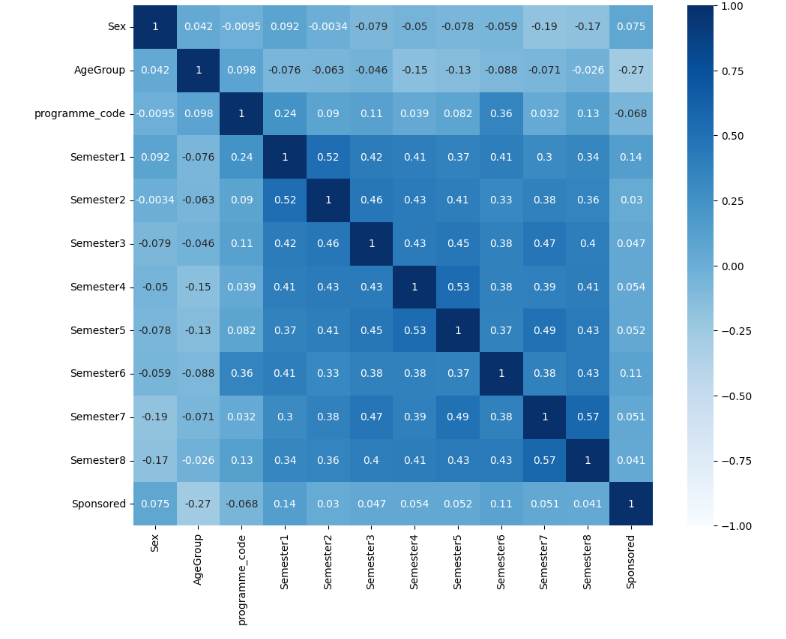 Sex 1 0.042 -0.0095 0.092 -0.0034 -0.079 -0.05 -0.078 -0.059 -0.19 -0.17 0.075
AgeGroup 0.042 1 0.098 -0.076 -0.063 -0.046 -0.15 -0.13 -0.088 -0.071 -0.026 -0.27
programme_code -0.0095 0.098 1 0.24 0.09 0.11 0.039 0.082 0.36 0.032 0.13 -0.068
Semester1 0.092 -0.076 0.24 1 0.52 0.42 0.41 0.37 0.41 0.3 0.34 0.14
Semester2 -0.0034 -0.063 0.09 0.52 1 0.46 0.43 0.41 0.33 0.38 0.36 0.03
Semester3 -0.079 -0.046 0.11 0.42 0.46 1 0.43 0.45 0.38 0.47 0.4 0.047
Semester4 -0.05 -0.15 0.039 0.41 0.43 0.43 1 0.53 0.38 0.39 0.41 0.054
Semester5 -0.078 -0.13 0.082 0.37 0.41 0.45 0.53 1 0.37 0.49 0.43 0.052
Semester6 -0.059 -0.088 0.36 0.41 0.33 0.38 0.38 0.37 1 0.38 0.43 0.11
Semester7 -0.19 -0.071 0.032 0.3 0.38 0.47 0.39 0.49 0.38 1 0.57 0.051
Semester8 -0.17 -0.026 0.13 0.34 0.36 0.4 0.41 0.43 0.43 0.57 1 0.041
Sponsored 0.075 -0.27 -0.068 0.14 0.03 0.047 0.054 0.052 0.11 0.051 0.041 1
Sex
AgeGroup
programme_code
Semester1
Semester2
Semester3
Semester4
Semester5
Semester6
Semester7
Semester8
Sponsored
1.00
0.75
0.50
0.25
0.00
−0.25
−0.50
−0.75
−1.00